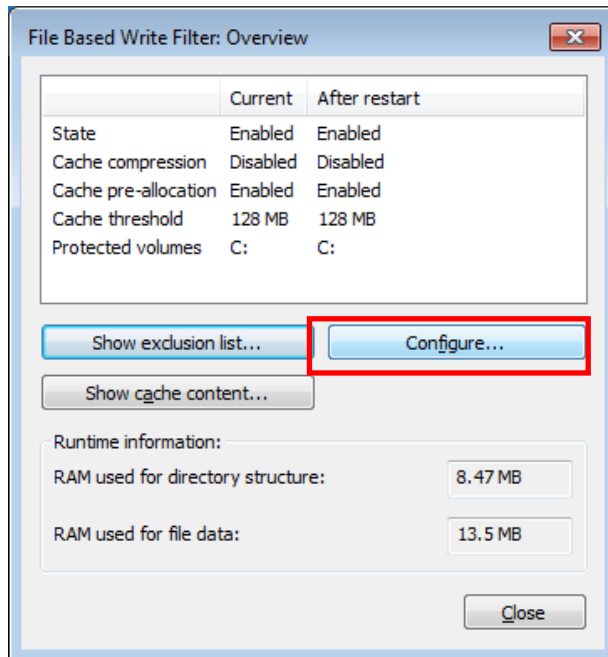 File Based Write Filter: Overview
Current After restart
State Enabled Enabled
Cache compression Disabled Disabled
Cache pre-allocation Enabled Enabled
Cache threshold 128 MB 128 MB
Protected volumes C: C:
Show exclusion list... Configure...
Show cache content...
Runtime information:
RAM used for directory structure: 8.47 MB
RAM used for file data: 13.5 MB
Close